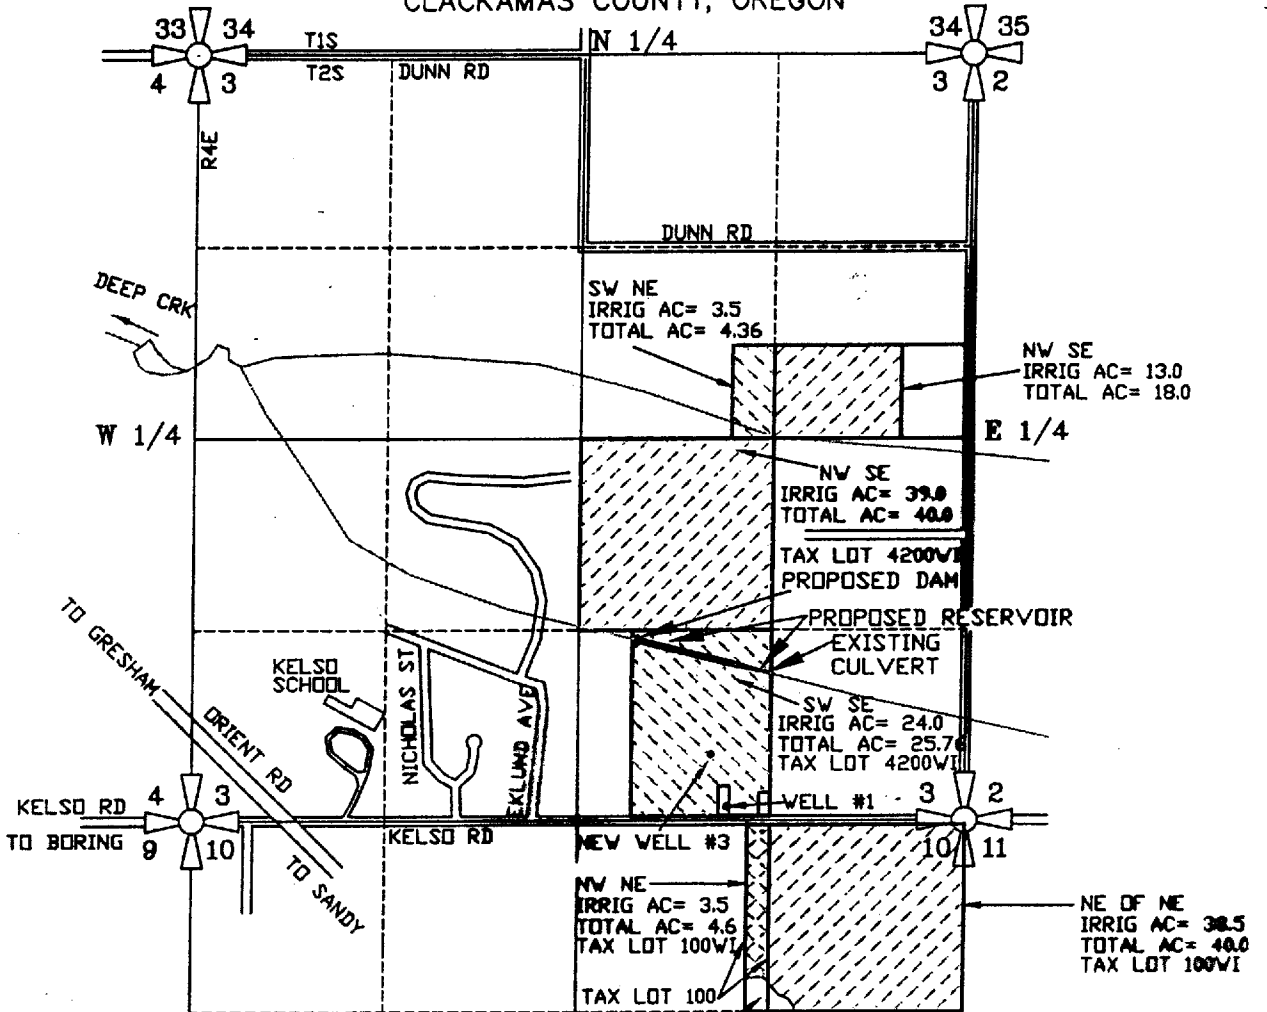 CLACKAMAS COUNTY, OREGON
33 34
4 3
T1S
T2S
DUNN RD
N 1/4
34 35
3 2
R4E
DUNN RD
DEEP CRK
SW NE
IRRIG AC= 3.5
TOTAL AC= 4.36
NW SE
IRRIG AC= 13.0
TOTAL AC= 18.0
W 1/4
E 1/4
NW SE
IRRIG AC= 39.0
TOTAL AC= 40.0
TAX LOT 4200WI
PROPOSED DAM
PROPOSED RESERVOIR
EXISTING
CULVERT
TO GRESHAM
ORIENT RD
TO SANDY
KELSO
SCHOOL
NICHOLAS ST
EKLUND AVE
SW SE
IRRIG AC= 24.0
TOTAL AC= 25.76
TAX LOT 4200WI
WELL #1
KELSO RD
TO BORING
4 3
9 10
KELSO RD
NEW WELL #3
3 2
10 11
NW NE
IRRIG AC= 3.5
TOTAL AC= 4.6
TAX LOT 100WI
TAX LOT 100
NE OF NE
IRRIG AC=
TOTAL AC= 40.0
TAX LOT 100WI